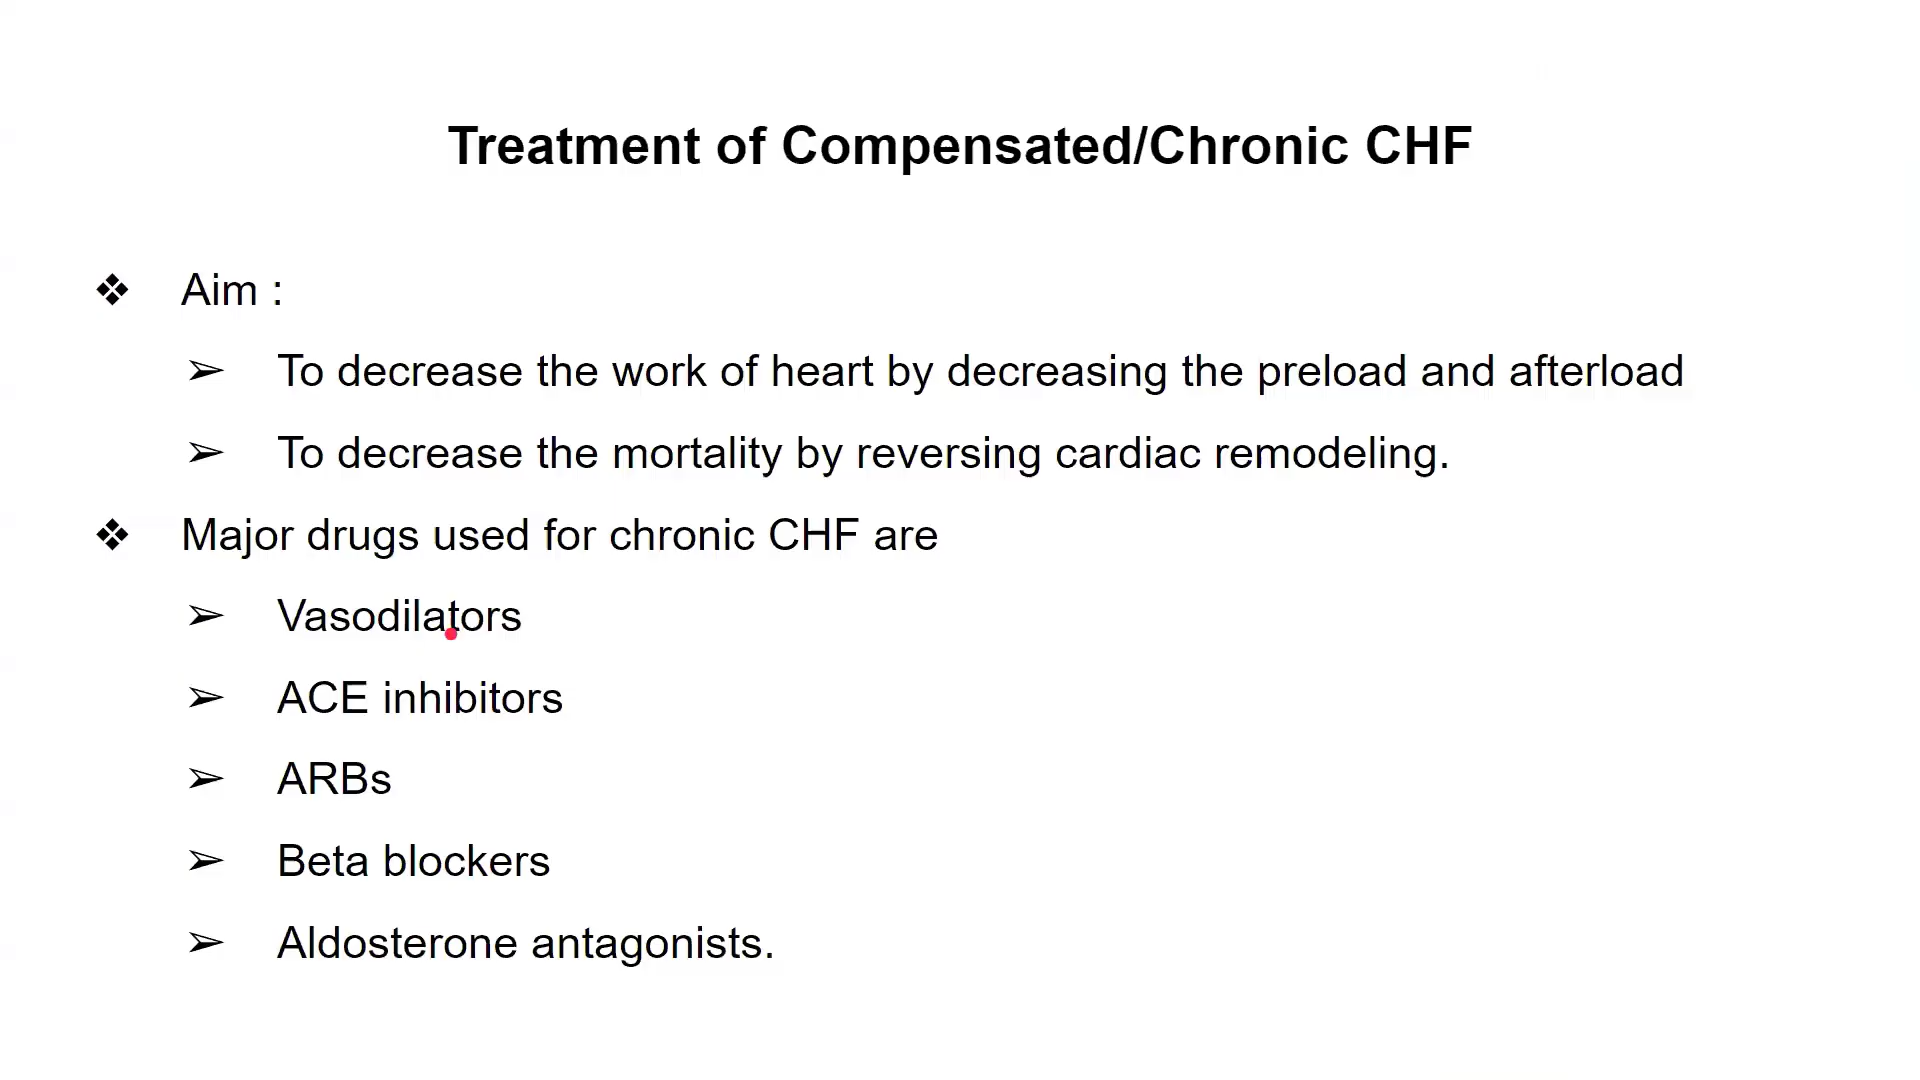 Treatment of Compensated/Chronic CHF
❖ Aim :
➢ To decrease the work of heart by decreasing the preload and afterload
➢ To decrease the mortality by reversing cardiac remodeling.
❖ Major drugs used for chronic CHF are
➢ Vasodilators
➢ ACE inhibitors
➢ ARBs
➢ Beta blockers
➢ Aldosterone antagonists.